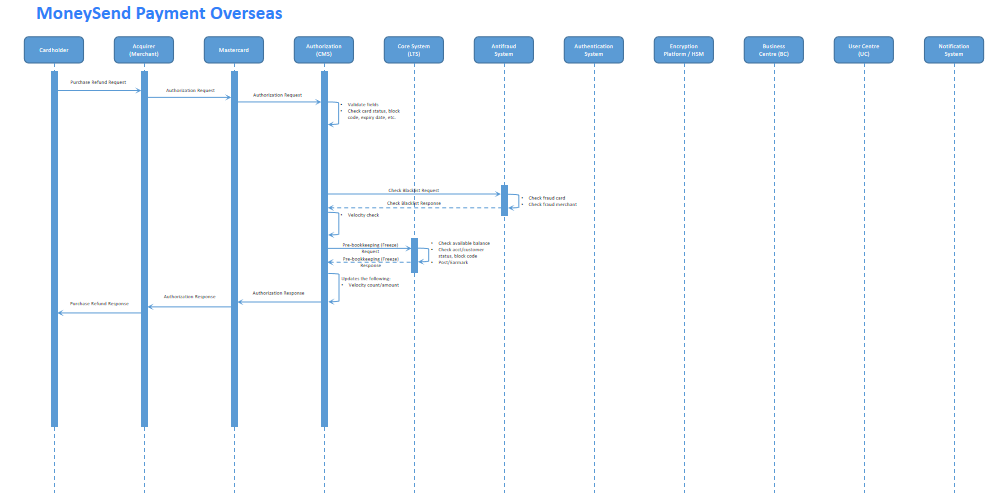 MoneySend Payment Overseas
Cardholder
Acquirer
(Merchant)
Mastercard
Authorization
(CMS)
Core System
(LTS)
Antifraud
System
Authentication
System
Encryption
Platform / HSM
Business
Centre (BC)
User Centre
(UC)
Notification
System
Purchase Refund Request
Authorization Request
Authorization Request
• Validate fields
• Check card status, block
code, expiry date, etc.
Check Blacklist Request
• Check fraud card
• Check fraud merchant
Check Blacklist Response
• Velocity check
Pre-bookkeeping (Freeze)
Request
• Check available balance
• Check acct/customer
status, block code
• Post/Earmark
Pre-bookkeeping (Freeze)
Response
Updates the following:
• Velocity count/amount
Authorization Response
Authorization Response
Purchase Refund Response